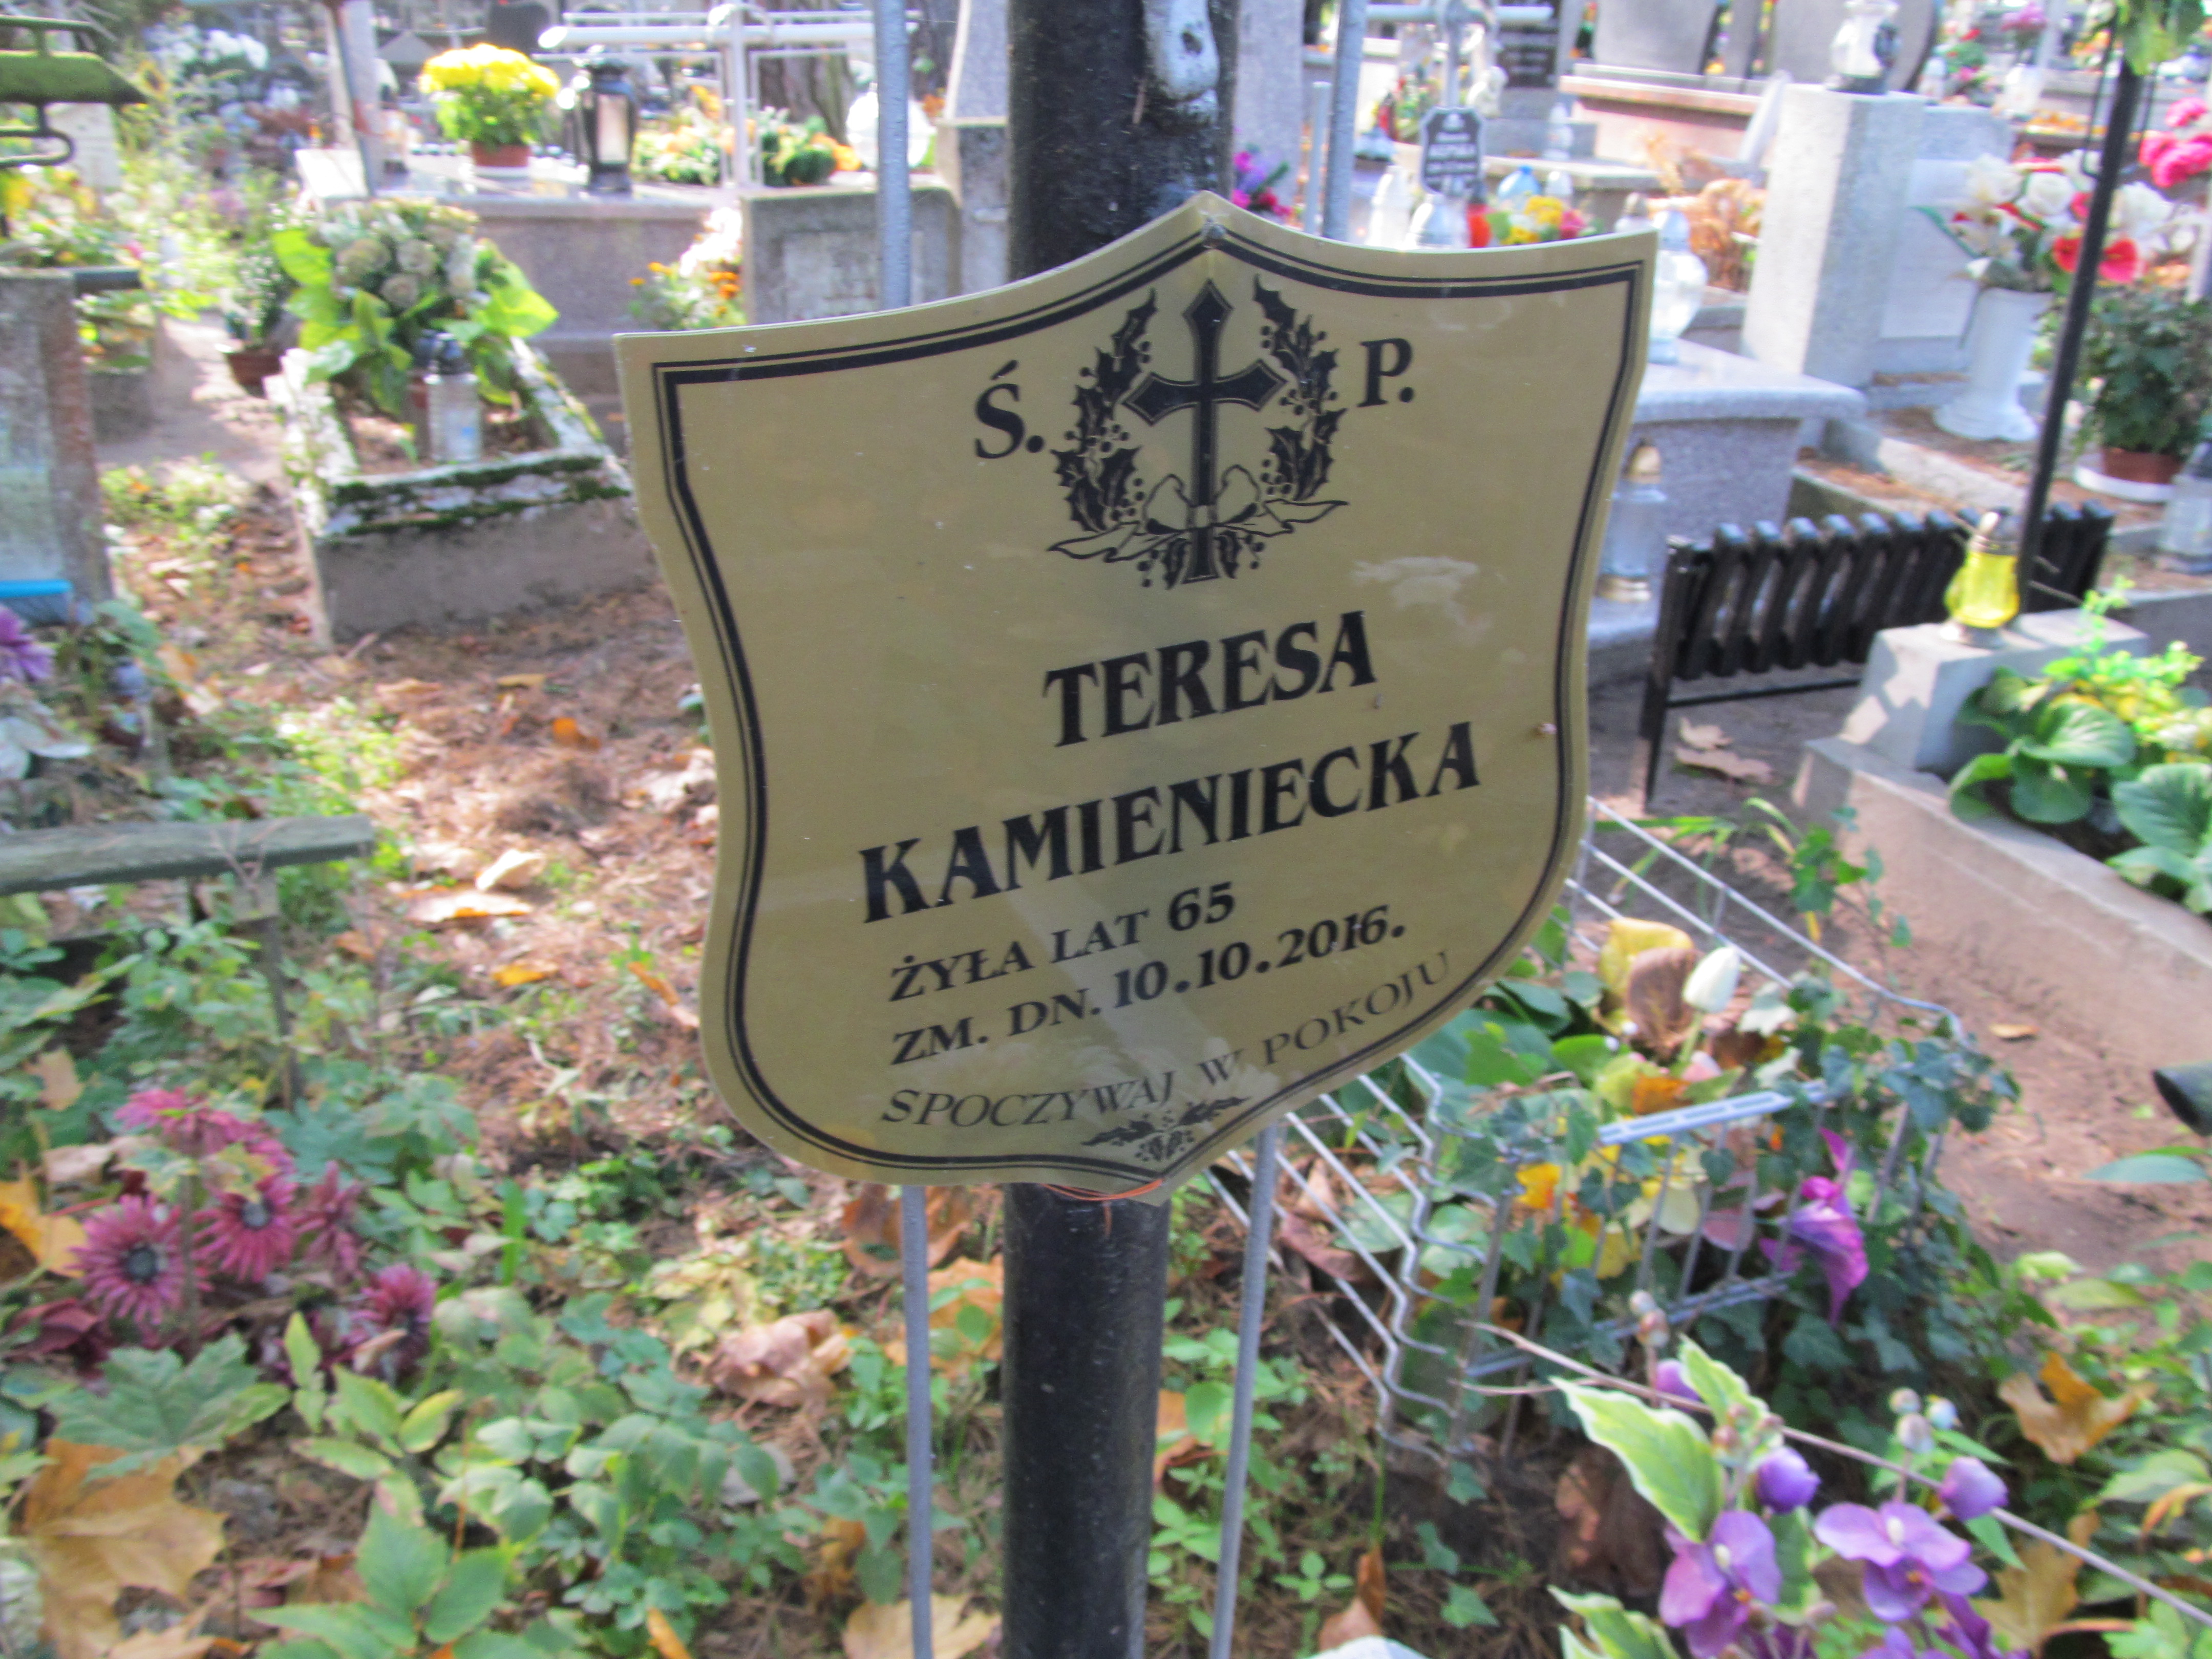 Ś. P.
TERESA
KAMIENIECKA
ŻYŁA LAT 65
ZM. DN. 10.10.2016.
SPOCZYWAJ W POKOJU